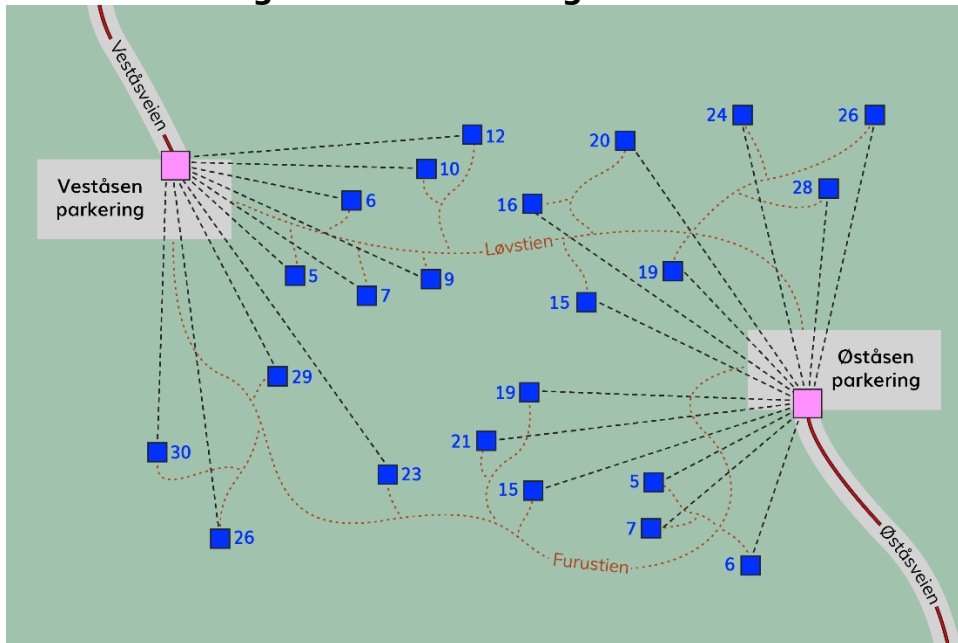 Veståsveien
12
20
24
26
10
Veståsen
parkering
6
28
16
Løvstien
19
5
9
7
15
Øståsen
parkering
29
19
21
30
23
15
5
7
26
Furustien
6
Øståsveien